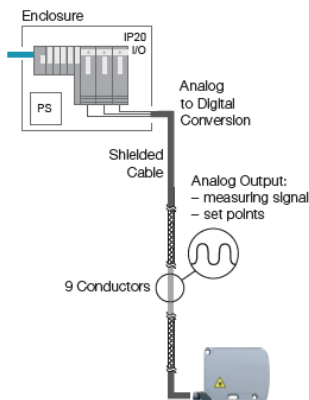 Enclosure
IP20
I/O
PS
Analog
to Digital
Conversion
Shielded
Cable
Analog Output:
– measuring signal
– set points
9 Conductors